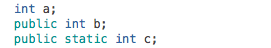 int a;
public int b;
public static int c;